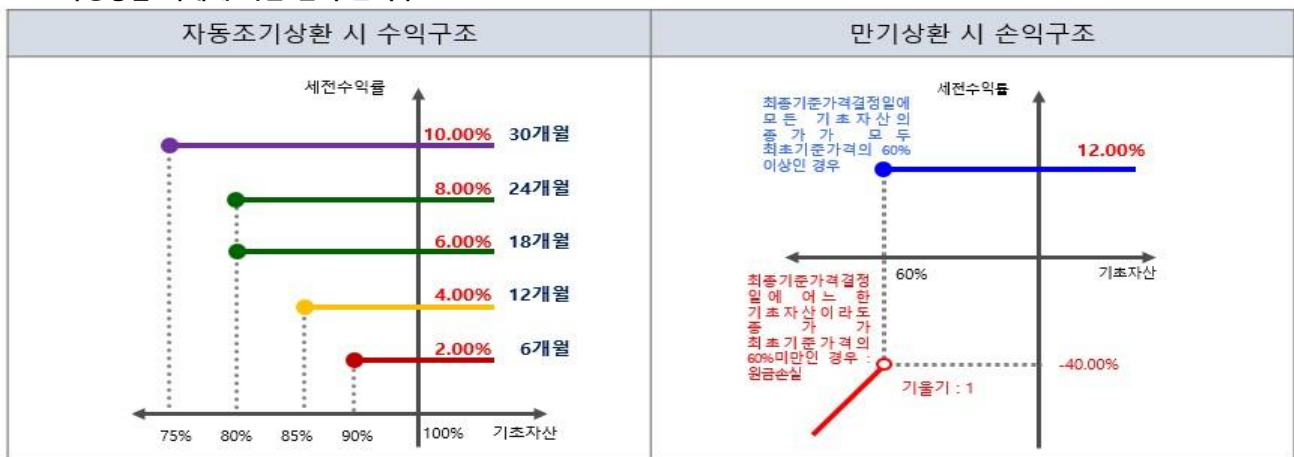 자동조기상환 시 수익구조
만기상환 시 손익구조
세전수익률
10.00% 30개월
8.00% 24개월
6.00% 18개월
4.00% 12개월
2.00% 6개월
75% 80% 85% 90% 100% 기초자산
세전수익률
최종기준가격결정일에
모든 기초자산의
종가가 모두
최초기준가격의 60%
이상인 경우
12.00%
60%
기초자산
최종기준가격결정
일에 어느 한
기초자산이라도
종가가
최초기준가격의
60%미만인 경우 :
원금손실
-40.00%
기울기 : 1